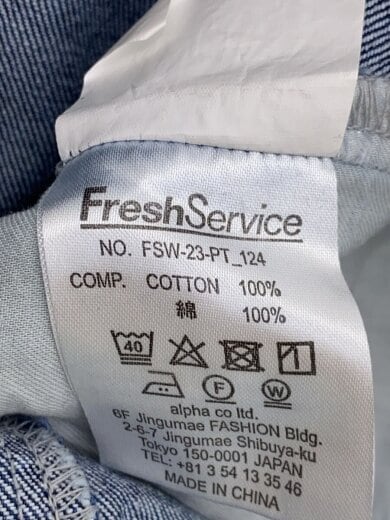 FreshService
NO. FSW-23-PT_124
COMP. COTTON 100%
綿 100%
40
F W
alpha co ltd.
6F Jingumae FASHION Bldg.
2-6-7 Jingumae Shibuya-ku
Tokyo 150-0001 JAPAN
TEL: +81 3 54 13 35 46
MADE IN CHINA